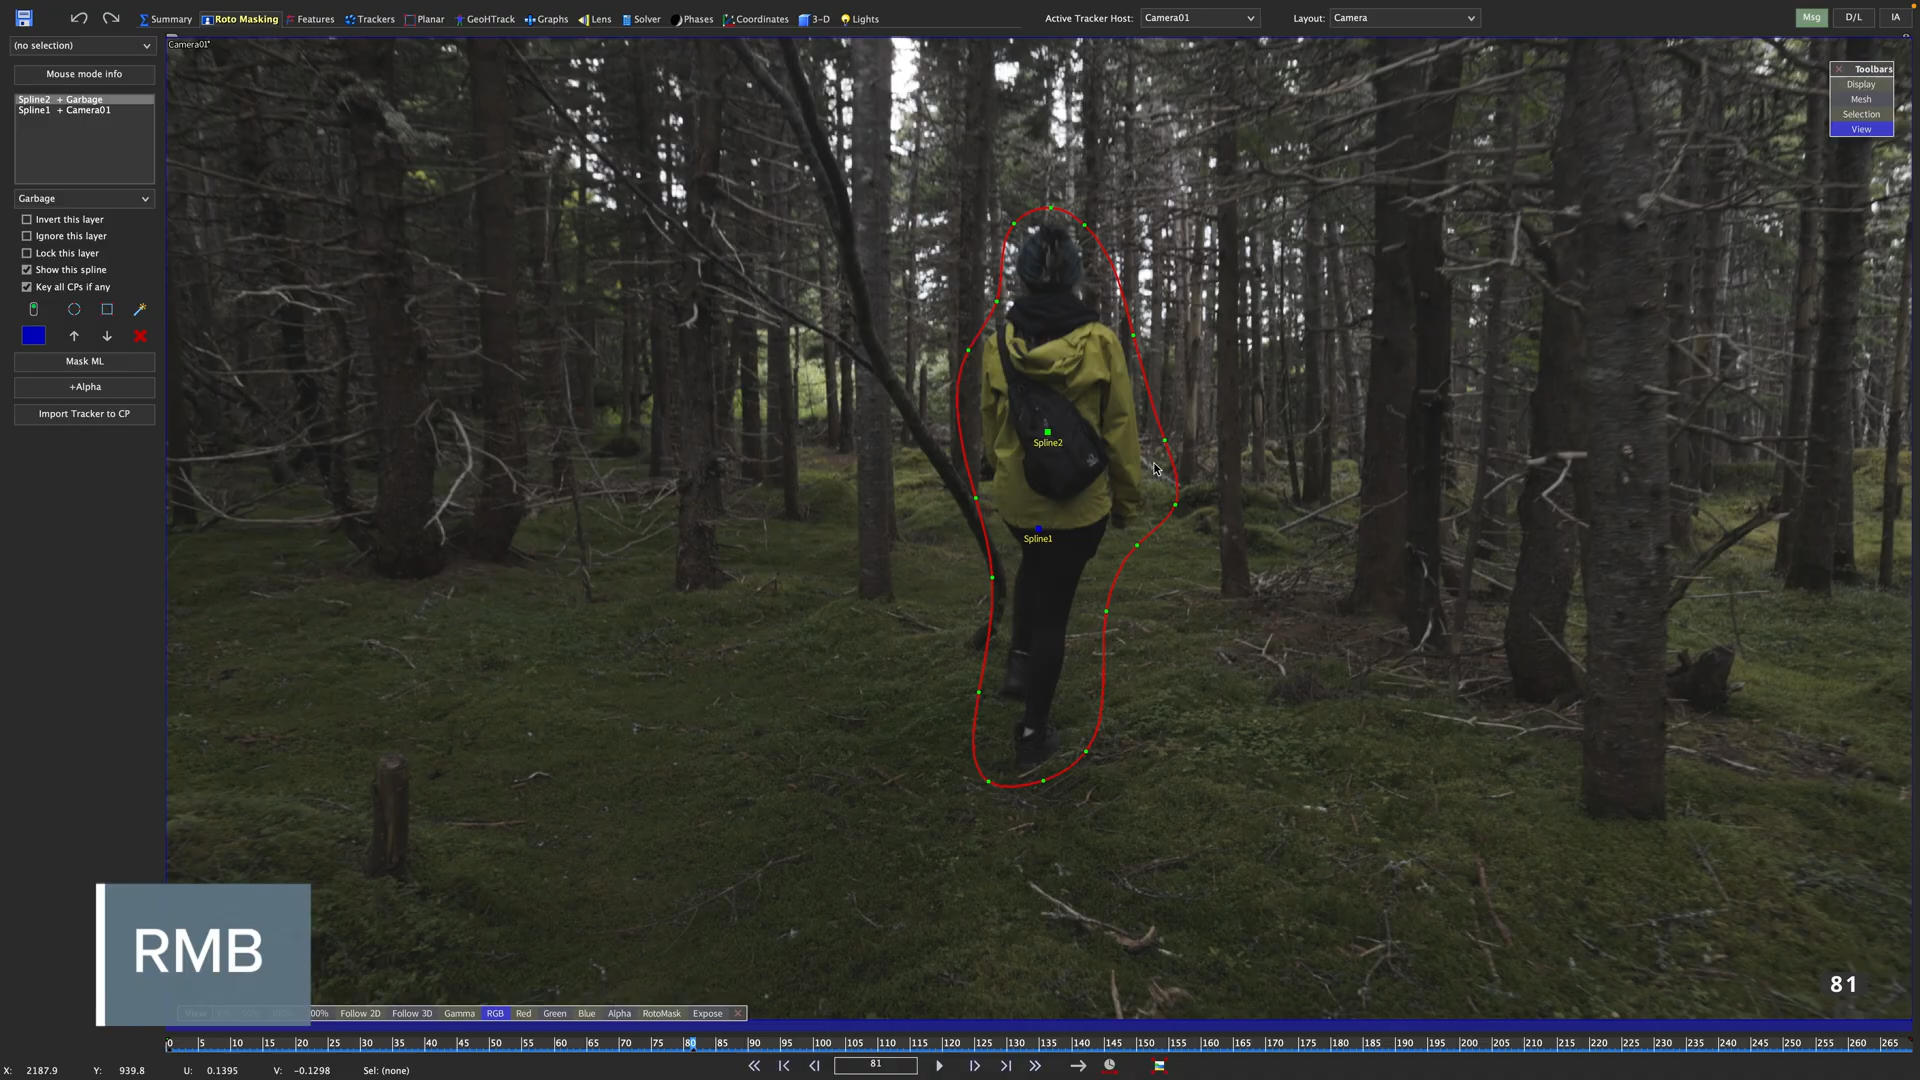 Summary
Roto Masking
Features
Trackers
Planar
GeoHTrack
Graphs
Lens
Solver
Phases
Coordinates
3-D
Lights
Active Tracker Host:
Camera01
Layout:
Camera
Msg
D/L
IA
(no selection)
Camera01*
Mouse mode info
Toolbars
Display
Mesh
Selection
View
Spline2 + Garbage
Spline1 + Camera01
Garbage
Invert this layer
Ignore this layer
Lock this layer
Show this spline
Key all CPs if any
Mask ML
+Alpha
Import Tracker to CP
Spline2
Spline1
RMB
81
00% Follow 2D Follow 3D Gamma RGB Red Green Blue Alpha RotoMask Expose
0 5 10 15 20 25 30 35 40 45 50 55 60 65 70 75 80 85 90 95 100 105 110 115 120 125 130 135 140 145 150 155 160 165 170 175 180 185 190 195 200 205 210 215 220 225 230 235 240 245 250 255 260 265
81
X: 2187.9 Y: 939.8 U: 0.1395 V: -0.1298 Sel: (none)